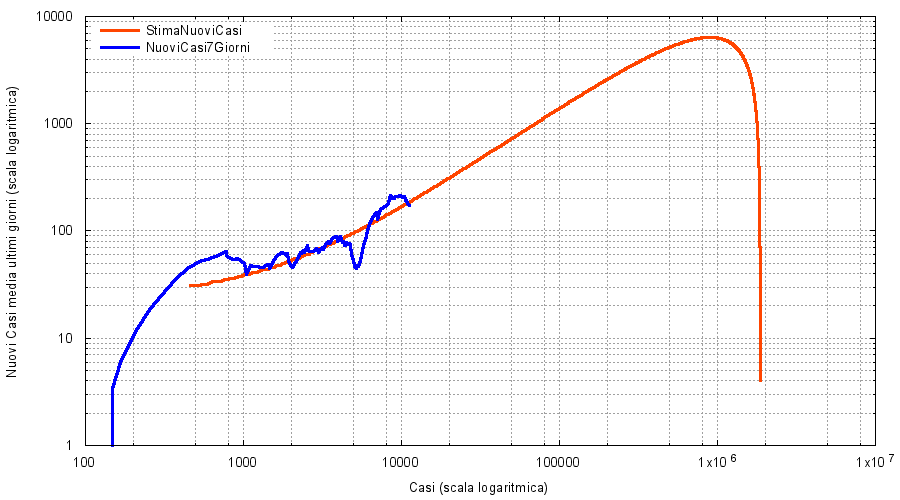 StimaNuoviCasi
NuoviCasi7Giorni
Nuovi Casi media ultimi giorni (scala logaritmica)
10000
1000
100
10
1
100
1000
10000
100000
1x10 6
1x10 7
Casi (scala logaritmica)